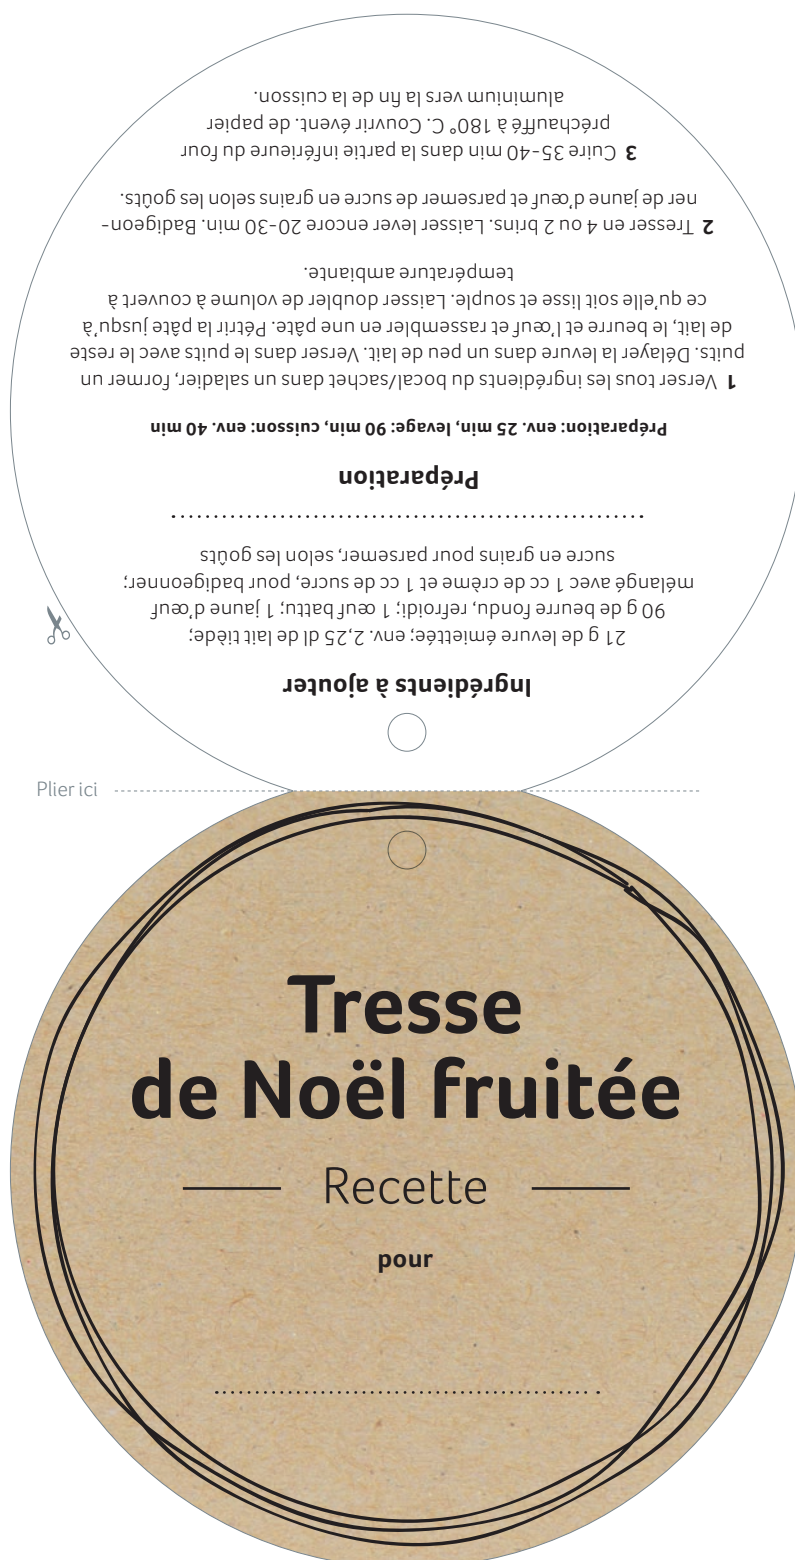 Ingrédients à ajouter
21 g de levure émiettée; env. 2,25 dl de lait tiède;
90 g de beurre fondu, refroidi; 1 œuf battu; 1 jaune d’œuf
mélangé avec 1 cc de crème et 1 cc de sucre, pour badigeonner;
sucre en grains pour parsemer, selon les goûts
Préparation
Préparation: env. 25 min, levage: 90 min, cuisson: env. 40 min
1 Verser tous les ingrédients du bocal/sachet dans un saladier, former un
puits. Délayer la levure dans un peu de lait. Verser dans le puits avec le reste
de lait, le beurre et l’œuf et rassembler en une pâte. Pétrir la pâte jusqu’à
ce qu’elle soit lisse et souple. Laisser doubler de volume à couvert à
température ambiante.
2 Tresser en 4 ou 2 brins. Laisser lever encore 20-30 min. Badigeon-
ner de jaune d’œuf et parsemer de sucre en grains selon les goûts.
3 Cuire 35-40 min dans la partie inférieure du four
préchauffé à 180° C. Couvrir évent. de papier
aluminium vers la fin de la cuisson.
Plier ici
Tresse
de Noël fruitée
Recette
pour